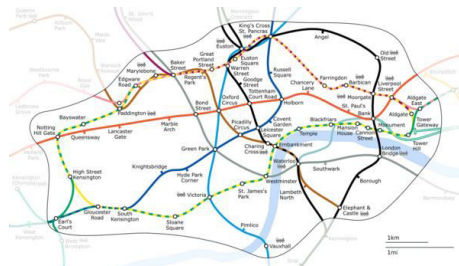 King's Cross
St. Pancras
Euston
Angel
Great
Portland
Street
Baker
Street
Euston
Square
Warren
Street
Old
Street
Marylebone
Regent's
Park
Russell
Square
Edgware
Road
Goodge
Street
Farringdon
Barbican
Liverpool
Street
Chancery
Lane
Moorgate
Tottenham
Court Road
Paddington
Holborn
Aldgate
East
Bayswater
Bond
Street
Oxford
Circus
St. Paul's
Bank
Aldgate
Notting
Hill Gate
Marble
Arch
Covent
Garden
Tower
Gateway
Queensway
Lancaster
Gate
Picadilly
Circus
Leicester
Square
Blackfriars
Mansion
House
Cannon
Street
Monument
Tower
Hill
Temple
Green Park
Charing
Cross
Embankment
High Street
Kensington
Knightsbridge
Waterloo
London
Bridge
Hyde Park
Corner
Westminster
Southwark
Victoria
St. James's
Park
Lambeth
North
Borough
Gloucester
Road
South
Kensington
Sloane
Square
Elephant
& Castle
Earl's
Court
Pimlico
Vauxhall
1km
1mi